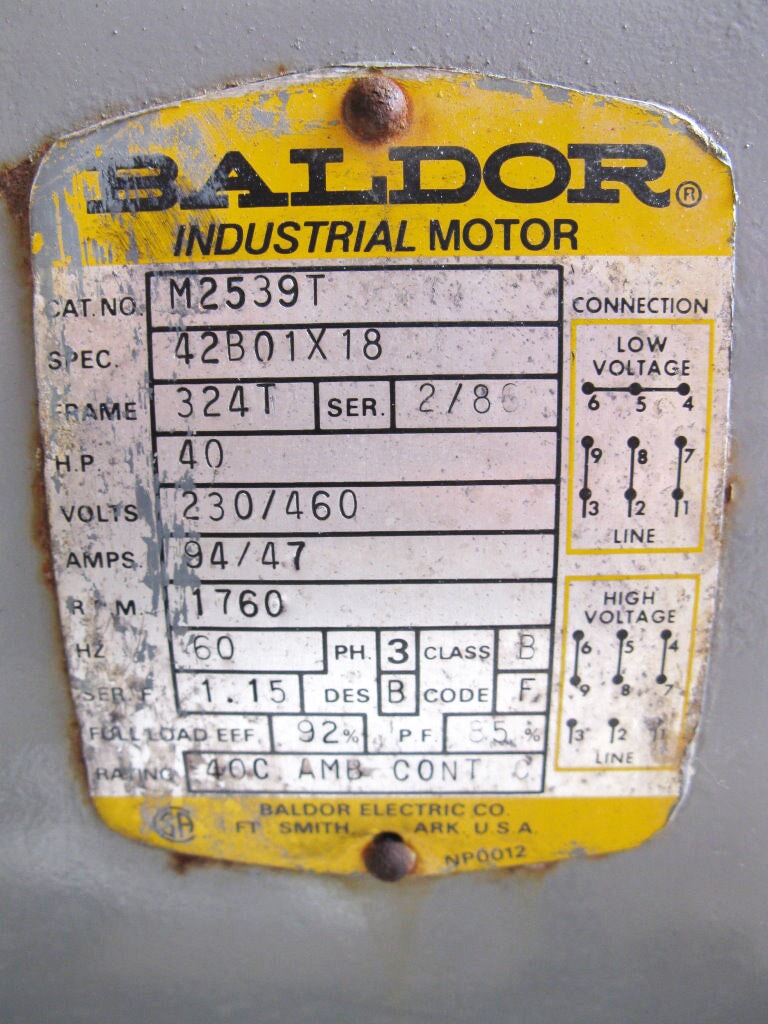 BALDOR ®
INDUSTRIAL MOTOR
CAT. NO. M2539T
SPEC. 42B01X18
FRAME 324T SER. 2/86
H.P. 40
VOLTS 230/460
AMPS 94/47
R.P.M. 1760
HZ 60 PH. 3 CLASS B
SER. F. 1.15 DES B CODE F
FULL LOAD EFF. 92% P.F. 85%
RATING 40C AMB CONT
CONNECTION
LOW
VOLTAGE
6 5 4
9 8 7
3 2 1
LINE
HIGH
VOLTAGE
6 5 4
9 8 7
3 2 1
LINE
BALDOR ELECTRIC CO.
FT. SMITH ARK. U.S.A.
NP0012